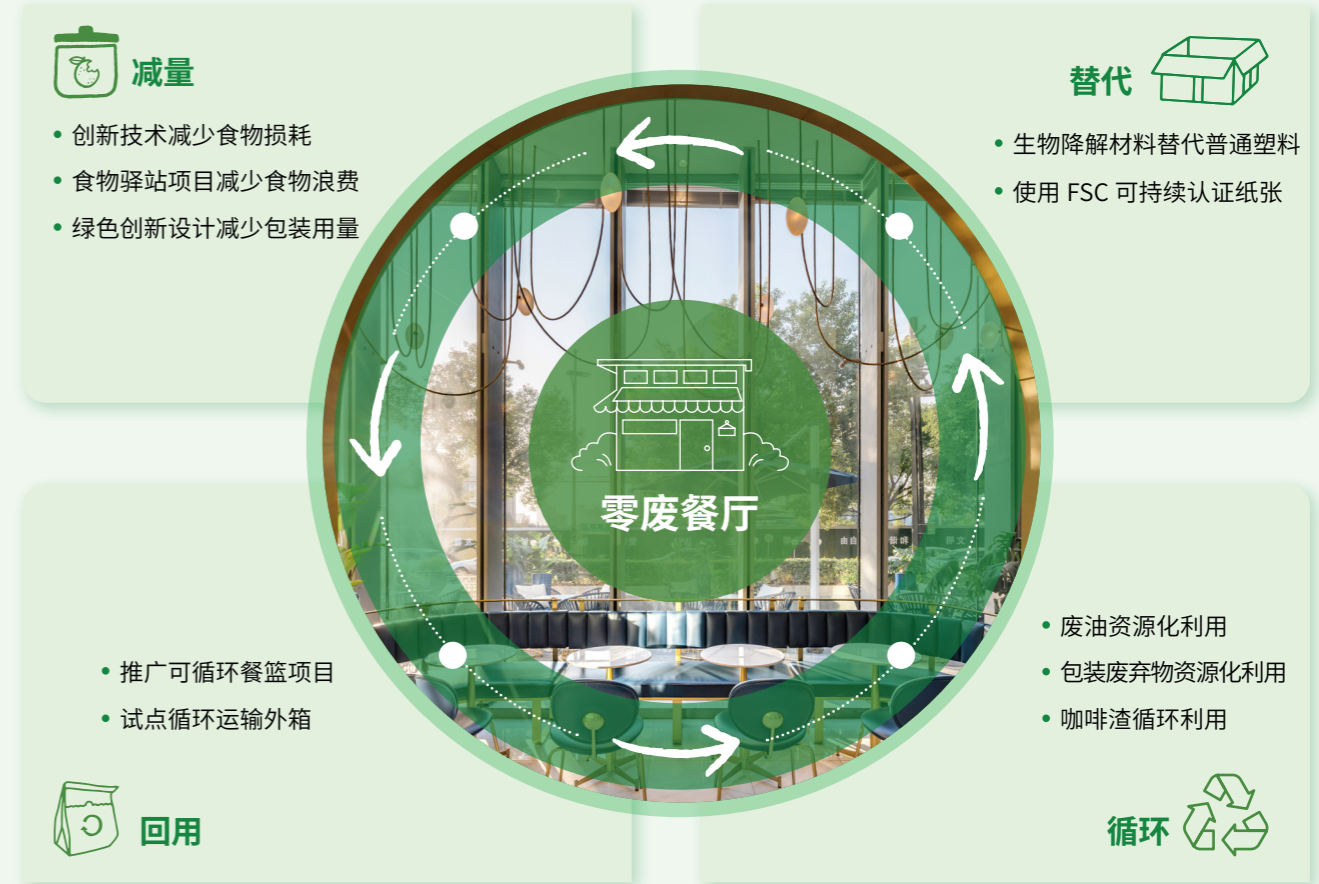 减量
创新技术减少食物损耗
食物驿站项目减少食物浪费
绿色创新设计减少包装用量
替代
生物降解材料替代普通塑料
使用 FSC 可持续认证纸张
零废餐厅
推广可循环餐篮项目
试点循环运输外箱
回用
废油资源化利用
包装废弃物资源化利用
咖啡渣循环利用
循环